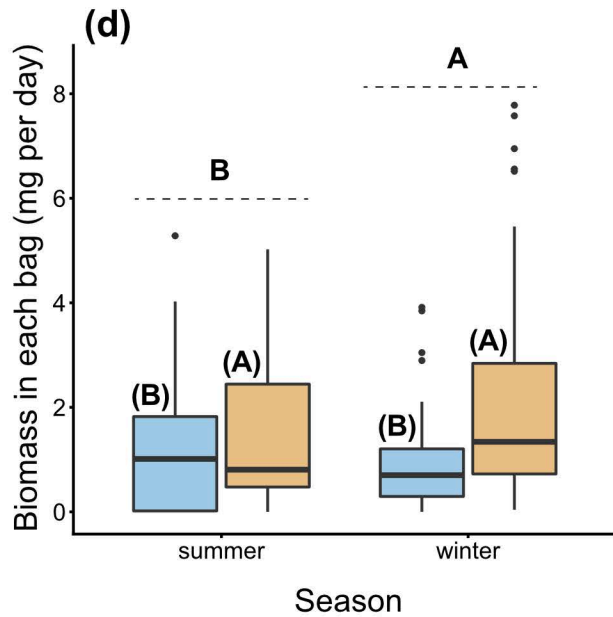 (d)
Biomass in each bag (mg per day)
8
6
4
2
0
B
A
(B)
(A)
(B)
(A)
summer
winter
Season